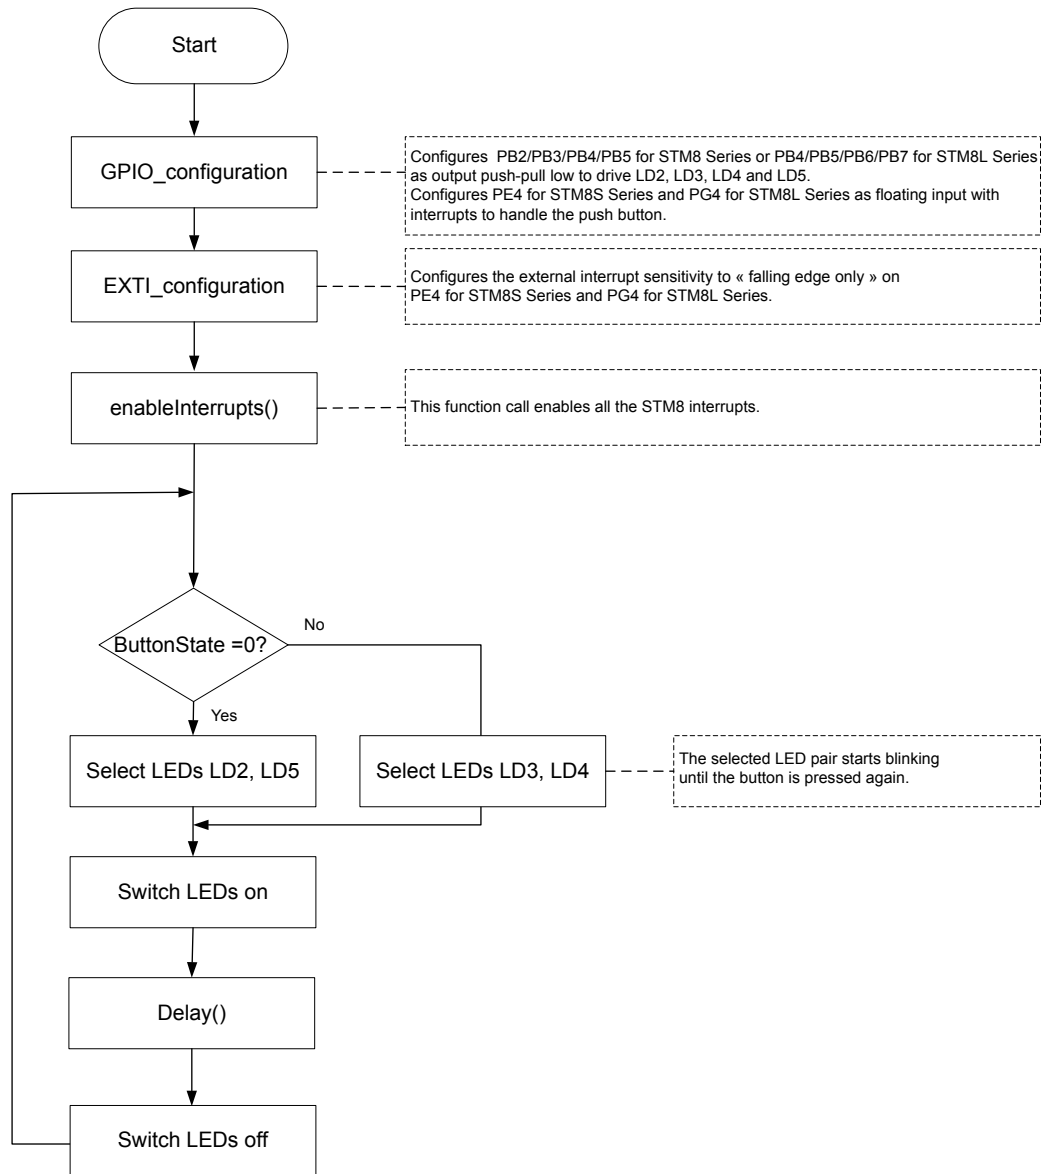 Start
GPIO_configuration
Configures PB2/PB3/PB4/PB5 for STM8 Series or PB4/PB5/PB6/PB7 for STM8L Series
as output push-pull low to drive LD2, LD3, LD4 and LD5.
Configures PE4 for STM8S Series and PG4 for STM8L Series as floating input with
interrupts to handle the push button.
EXTI_configuration
Configures the external interrupt sensitivity to « falling edge only » on
PE4 for STM8S Series and PG4 for STM8L Series.
enableInterrupts()
This function call enables all the STM8 interrupts.
ButtonState =0?
No
Yes
Select LEDs LD2, LD5
Select LEDs LD3, LD4
The selected LED pair starts blinking
until the button is pressed again.
Switch LEDs on
Delay()
Switch LEDs off